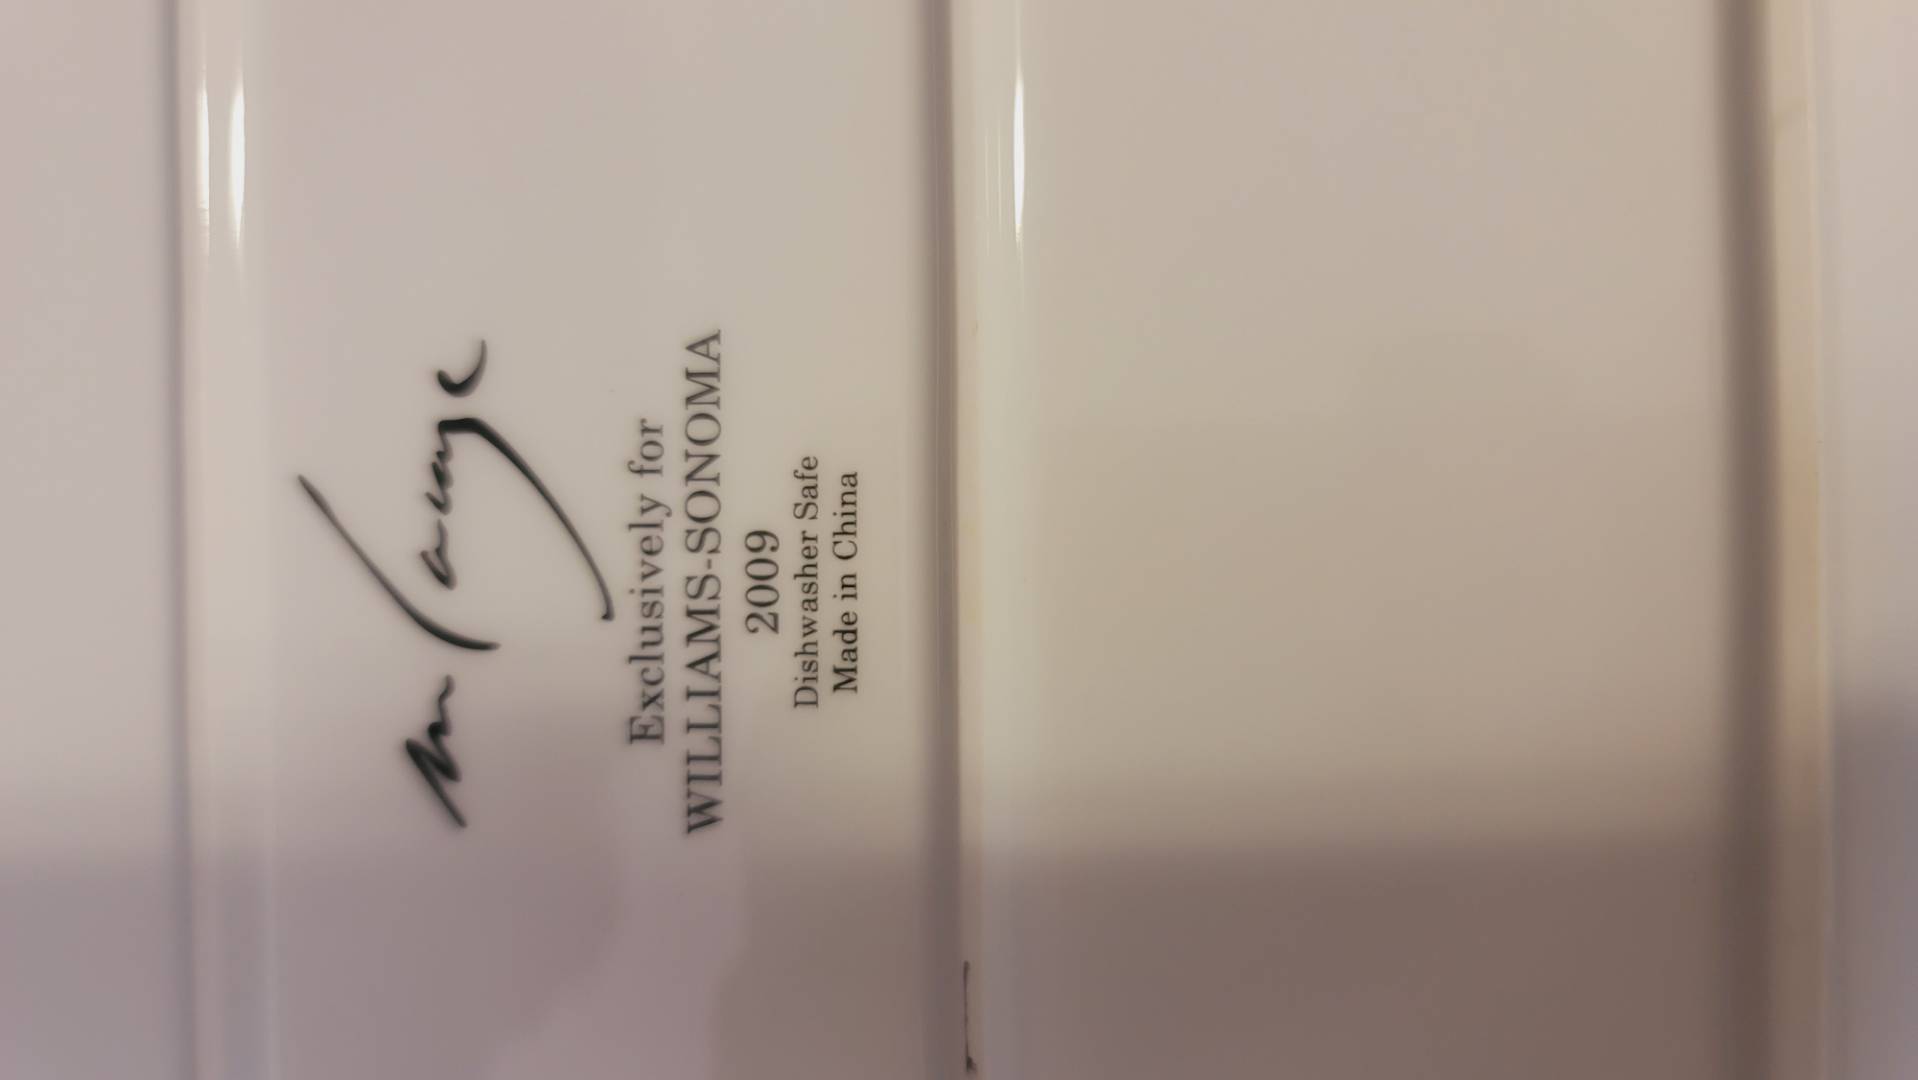 Exclusively for
WILLIAMS-SONOMA
2009
Dishwasher Safe
Made in China